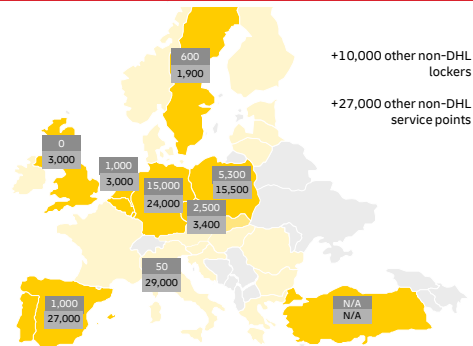 600
1,900
+10,000 other non-DHL
lockers
+27,000 other non-DHL
service points
0
3,000
1,000
3,000
15,000
24,000
5,300
15,500
2,500
3,400
50
29,000
1,000
27,000
N/A
N/A